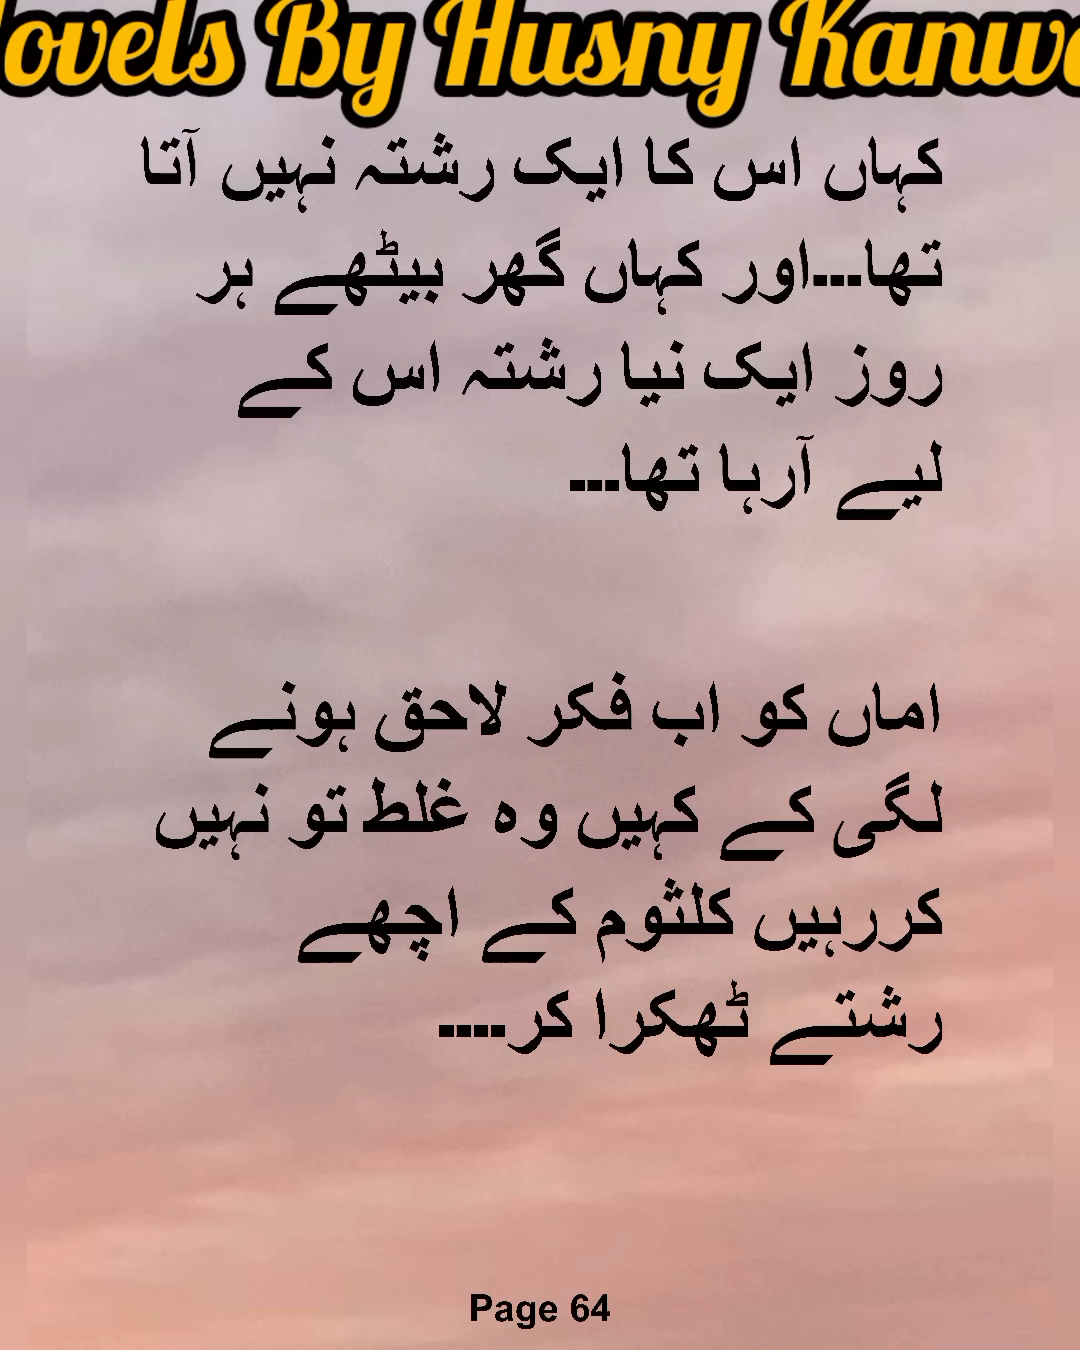 ovels By Husny Kanwa
کہاں اس کا ایک رشتہ نہیں آتا
تھا...اور کہاں گھر بیٹھے ہر
روز ایک نیا رشتہ اس کے
لیے آرہا تھا...
اماں کو اب فکر لاحق ہونے
لگی کے کہیں وہ غلط تو نہیں
کررہیں کلثوم کے اچھے
رشتے ٹھکرا کر....
Page 64